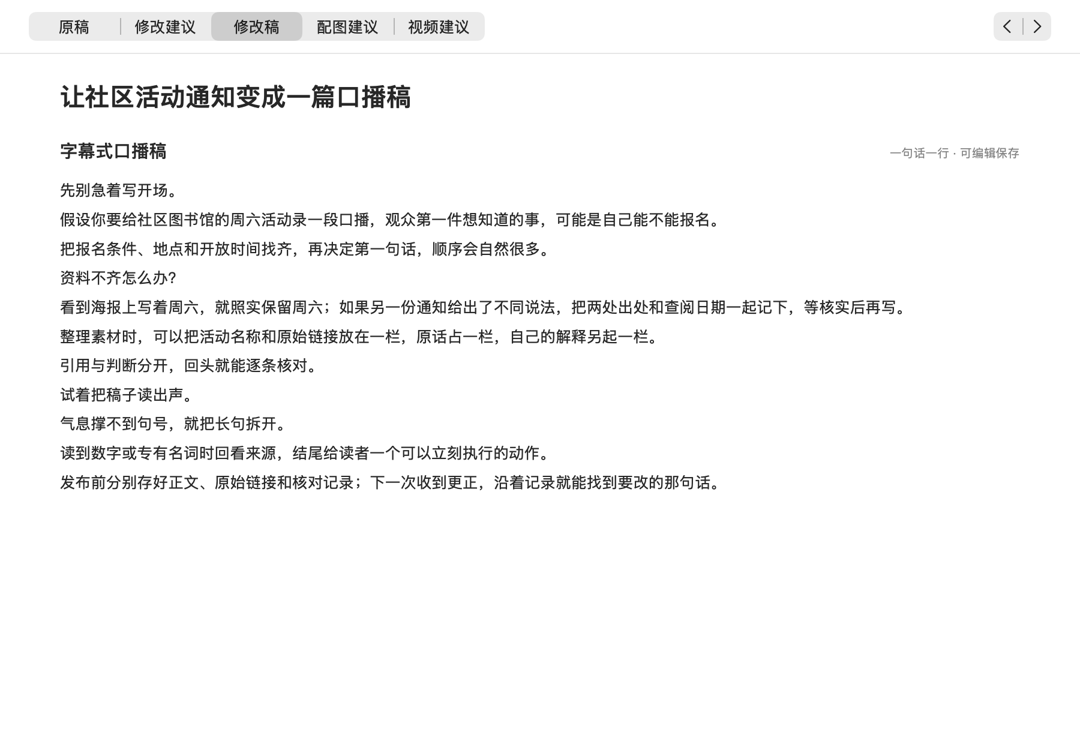 原稿 修改建议 修改稿 配图建议 视频建议
让社区活动通知变成一篇口播稿
字幕式口播稿 一句话一行 · 可编辑保存
先别急着写开场。
假设你要给社区图书馆的周六活动录一段口播，观众第一件想知道的事，可能是自己能不能报名。
把报名条件、地点和开放时间找齐，再决定第一句话，顺序会自然很多。
资料不齐怎么办？
看到海报上写着周六，就照实保留周六；如果另一份通知给出了不同说法，把两处出处和查阅日期一起记下，等核实后再写。
整理素材时，可以把活动名称和原始链接放在一栏，原话占一栏，自己的解释另起一栏。
引用与判断分开，回头就能逐条核对。
试着把稿子读出声。
气息撑不到句号，就把长句拆开。
读到数字或专有名词时回看来源，结尾给读者一个可以立刻执行的动作。
发布前分别存好正文、原始链接和核对记录；下一次收到更正，沿着记录就能找到要改的那句话。